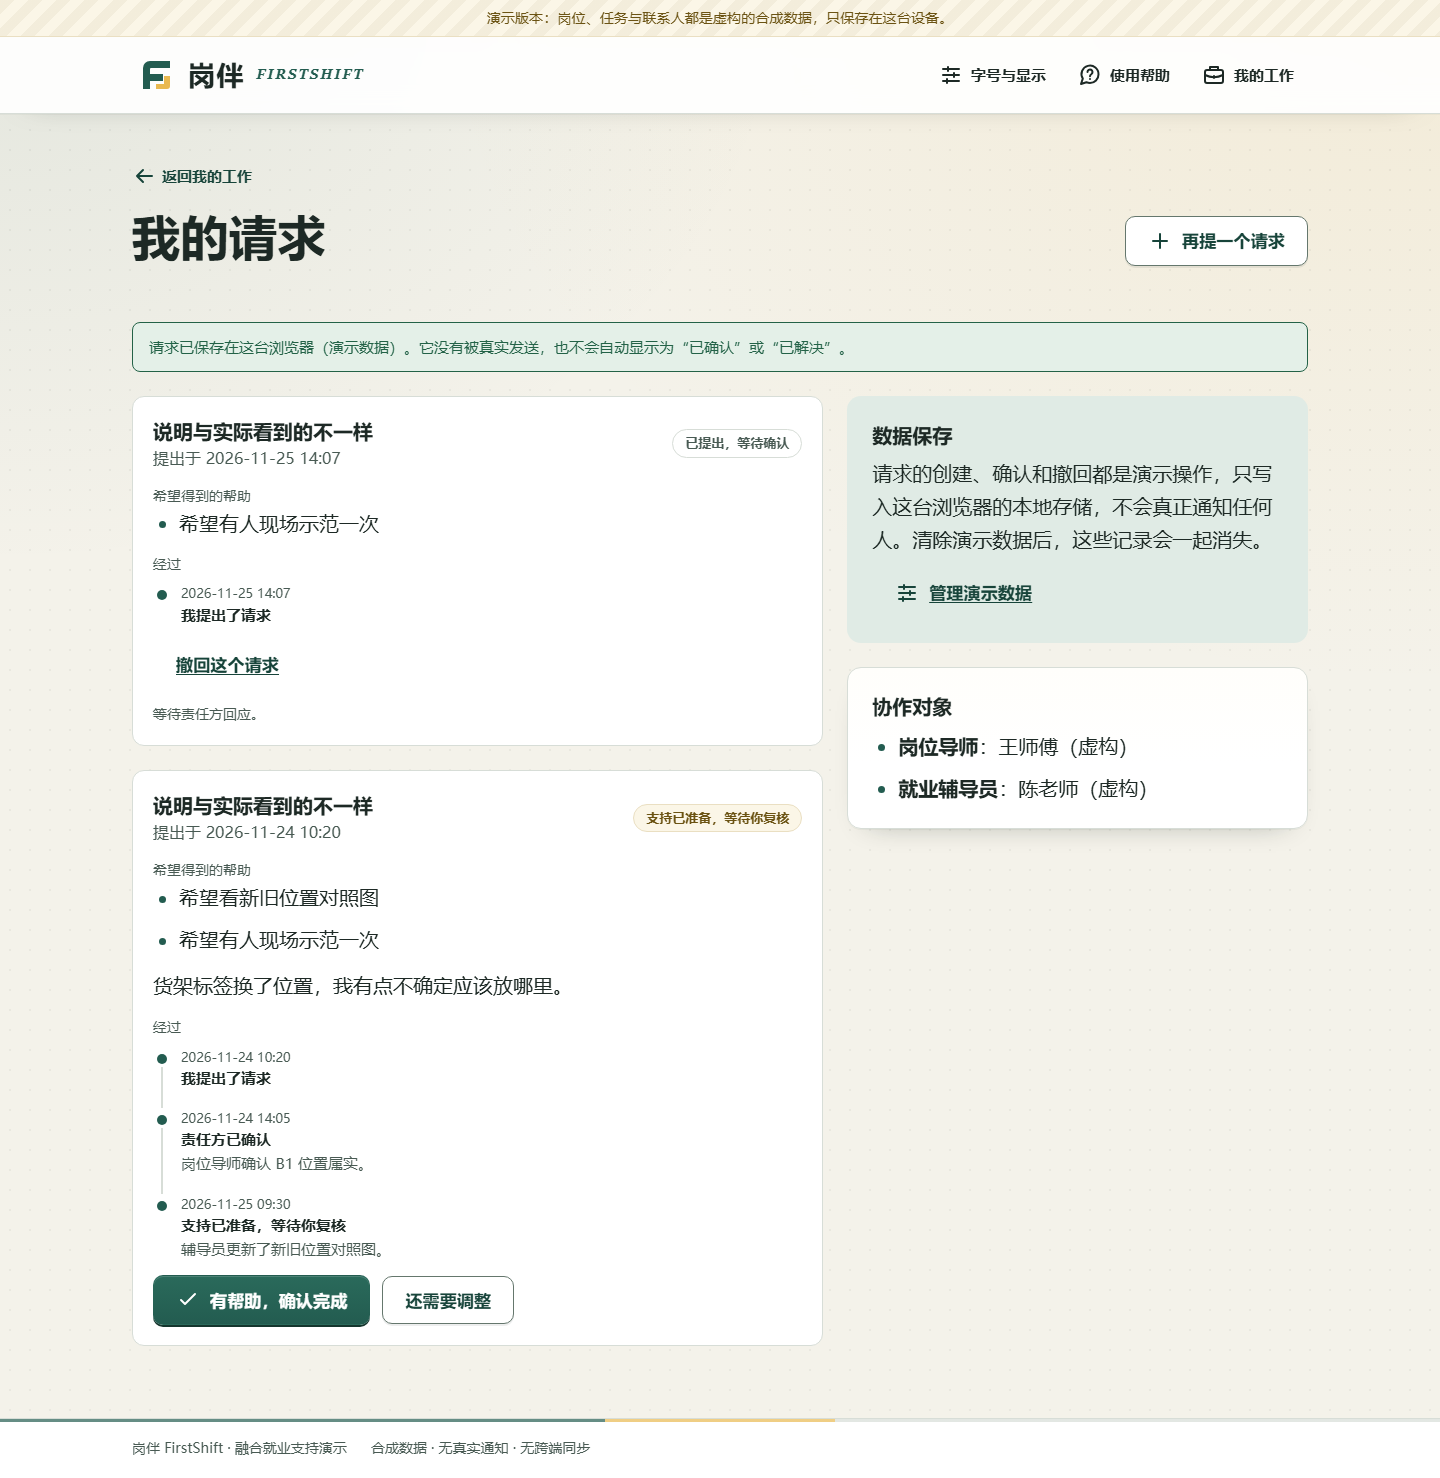 演示版本：岗位、任务与联系人都是虚构的合成数据，只保存在这台设备。
岗伴 FIRSTSHIFT
字号与显示
使用帮助
我的工作
返回我的工作
我的请求
再提一个请求
请求已保存在这台浏览器（演示数据）。它没有被真实发送，也不会自动显示为“已确认”或“已解决”。
说明与实际看到的不一样
提出于 2026-11-25 14:07
已提出，等待确认
希望得到的帮助
希望有人现场示范一次
经过
2026-11-25 14:07
我提出了请求
撤回这个请求
等待责任方回应。
说明与实际看到的不一样
提出于 2026-11-24 10:20
支持已准备，等待你复核
希望得到的帮助
希望看新旧位置对照图
希望有人现场示范一次
货架标签换了位置，我有点不确定应该放哪里。
经过
2026-11-24 10:20
我提出了请求
2026-11-24 14:05
责任方已确认
岗位导师确认 B1 位置属实。
2026-11-25 09:30
支持已准备，等待你复核
辅导员更新了新旧位置对照图。
有帮助，确认完成
还需要调整
数据保存
请求的创建、确认和撤回都是演示操作，只写
入这台浏览器的本地存储，不会真正通知任何
人。清除演示数据后，这些记录会一起消失。
管理演示数据
协作对象
岗位导师：王师傅（虚构）
就业辅导员：陈老师（虚构）
岗伴 FirstShift · 融合就业支持演示
合成数据 · 无真实通知 · 无跨端同步